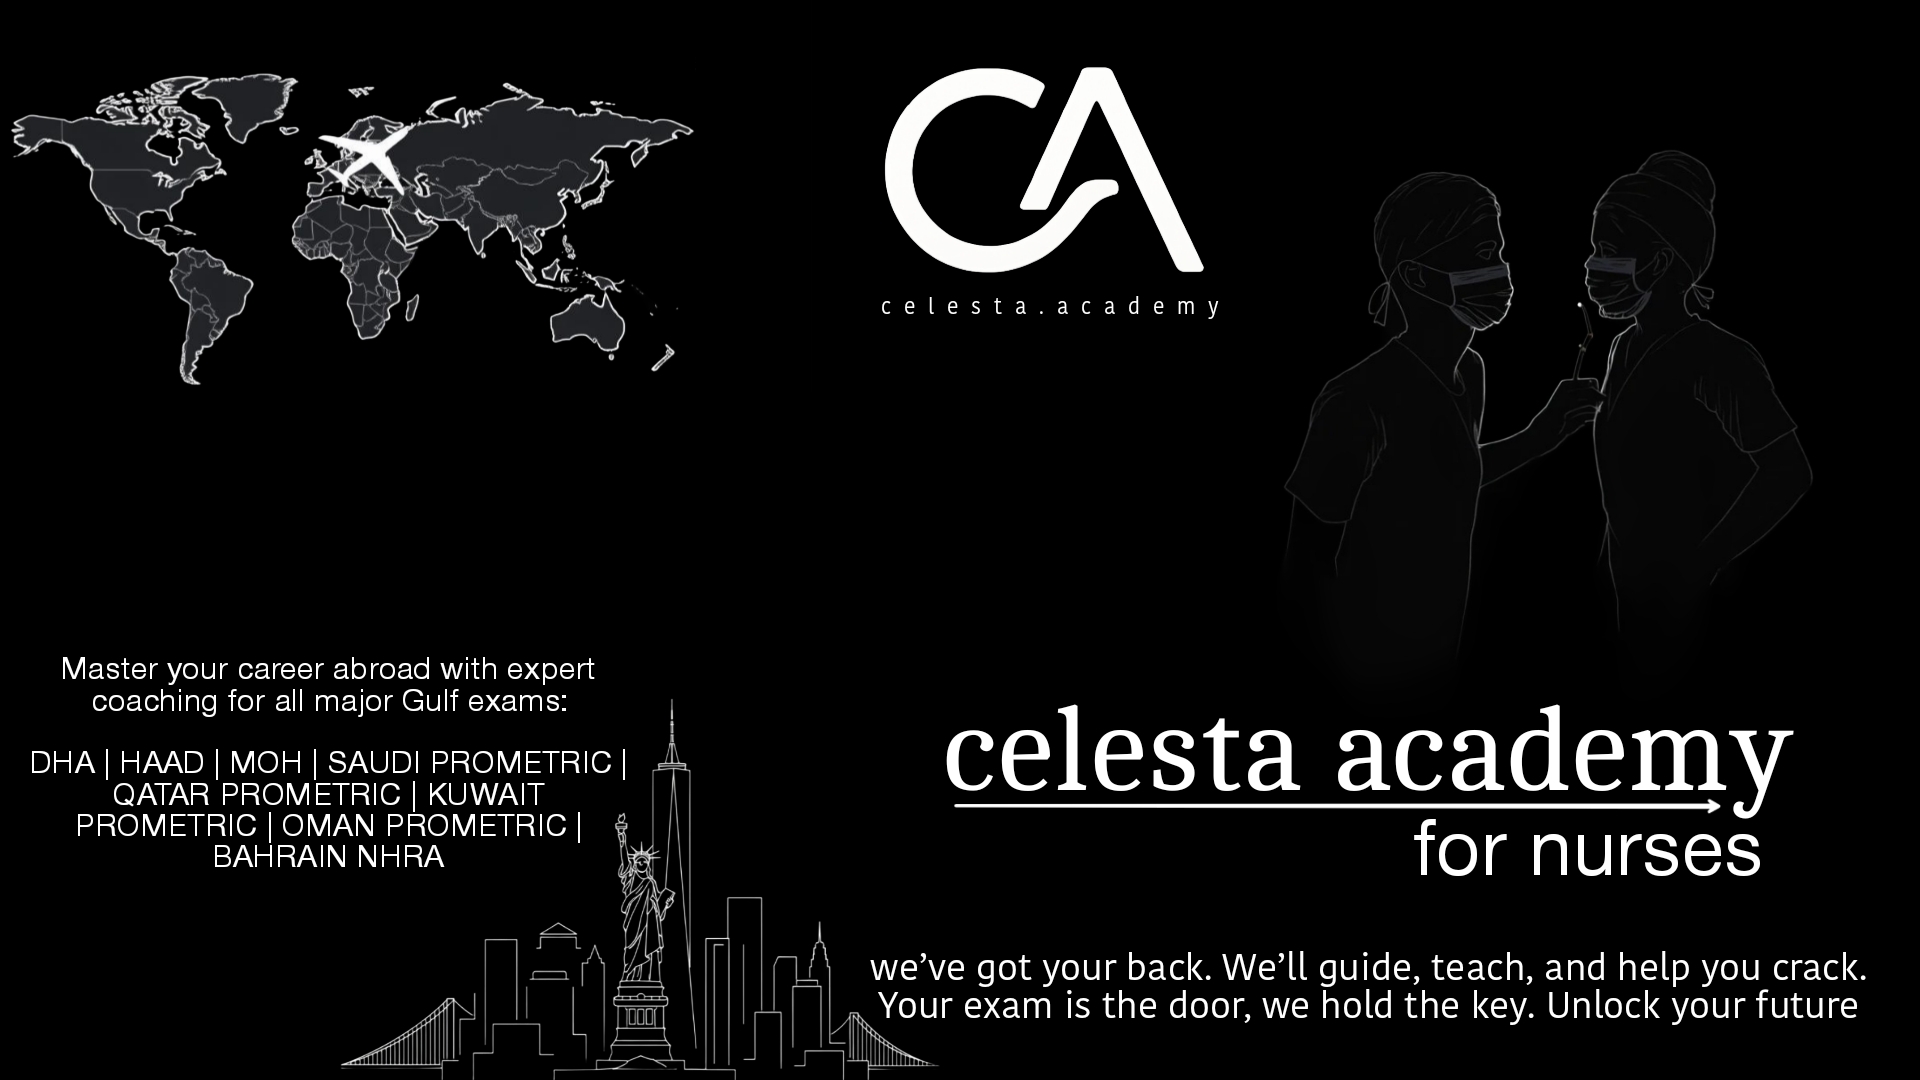 CA
celesta.academy
Master your career abroad with expert
coaching for all major Gulf exams:
DHA | HAAD | MOH | SAUDI PROMETRIC |
QATAR PROMETRIC | KUWAIT
PROMETRIC | OMAN PROMETRIC |
BAHRAIN NHRA
celesta academy
for nurses
we’ve got your back. We’ll guide, teach, and help you crack.
Your exam is the door, we hold the key. Unlock your future